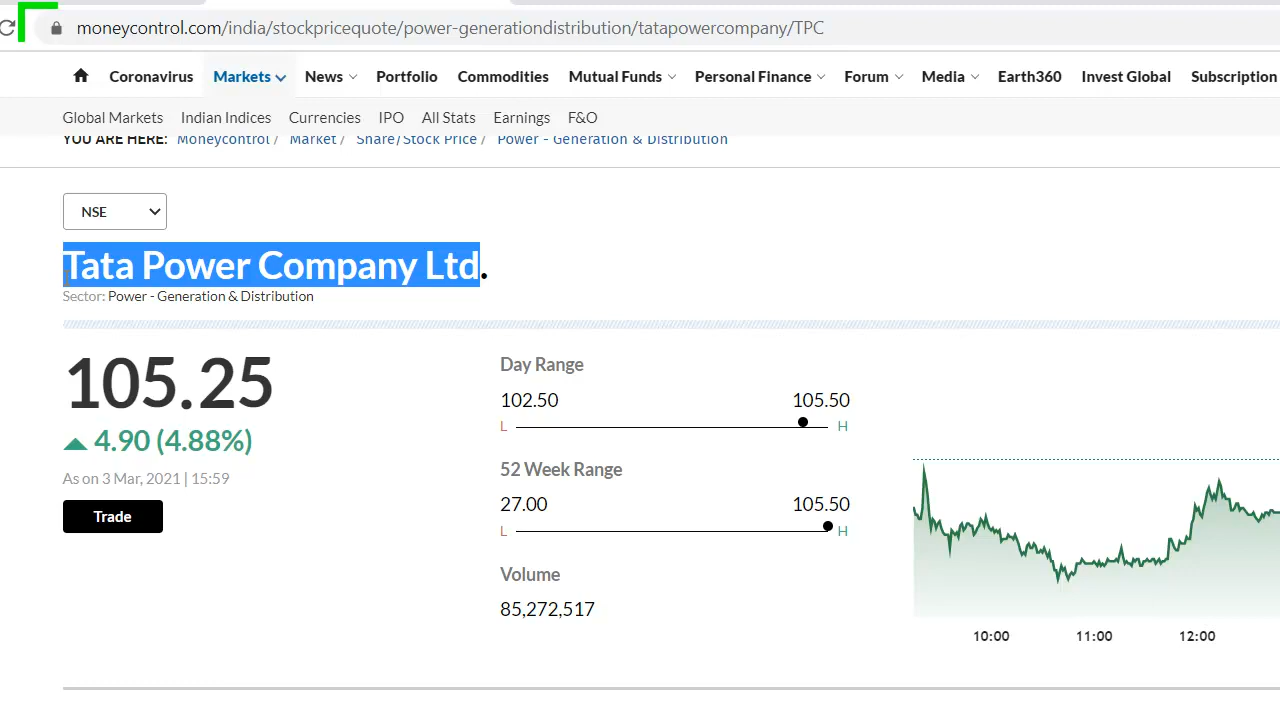 moneycontrol.com/india/stockpricequote/power-generationdistribution/tatapowercompany/TPC
Coronavirus Markets News Portfolio Commodities Mutual Funds Personal Finance Forum Media Earth360 Invest Global Subscription
Global Markets Indian Indices Currencies IPO All Stats Earnings F&O
YOU ARE HERE: Moneycontrol / Market / Share/Stock Price / Power - Generation & Distribution
NSE
Tata Power Company Ltd.
Sector: Power - Generation & Distribution
105.25
4.90 (4.88%)
As on 3 Mar, 2021 | 15:59
Trade
Day Range
102.50 105.50
L H
52 Week Range
27.00 105.50
L H
Volume
85,272,517
10:00 11:00 12:00